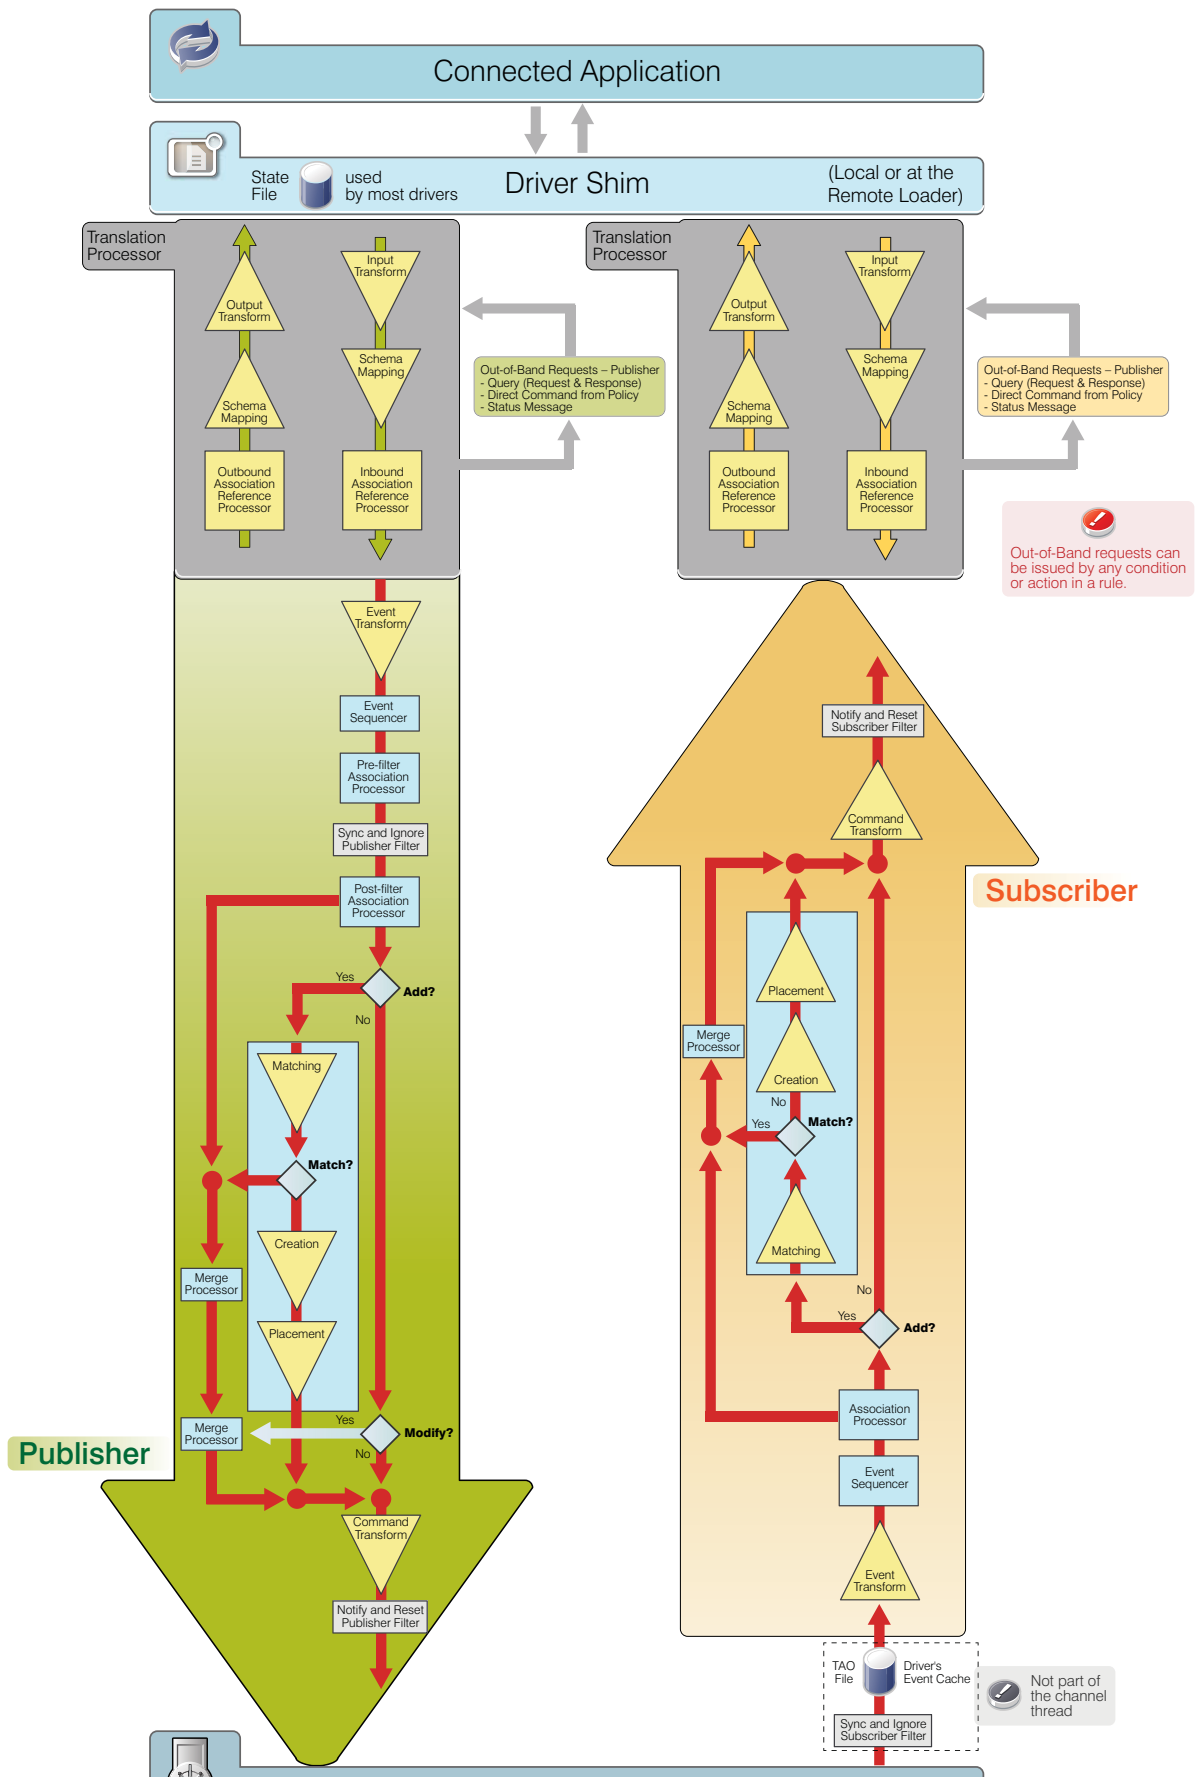 Connected Application
State
File
used
by most drivers
Driver Shim
(Local or at the
Remote Loader)
Translation
Processor
Output
Transform
Input
Transform
Schema
Mapping
Schema
Mapping
Outbound
Association
Reference
Processor
Inbound
Association
Reference
Processor
Out-of-Band Requests – Publisher
- Query (Request & Response)
- Direct Command from Policy
- Status Message
Translation
Processor
Output
Transform
Input
Transform
Schema
Mapping
Schema
Mapping
Outbound
Association
Reference
Processor
Inbound
Association
Reference
Processor
Out-of-Band Requests – Publisher
- Query (Request & Response)
- Direct Command from Policy
- Status Message
Out-of-Band requests can
be issued by any condition
or action in a rule.
Event
Transform
Event
Sequencer
Pre-filter
Association
Processor
Sync and Ignore
Publisher Filter
Post-filter
Association
Processor
Yes
Add?
No
Matching
Match?
Creation
Merge
Processor
Placement
Merge
Processor
Yes
Modify?
No
Publisher
Command
Transform
Notify and Reset
Publisher Filter
Notify and Reset
Subscriber Filter
Command
Transform
Subscriber
Placement
Merge
Processor
Creation
No
Yes
Match?
Matching
No
Yes
Add?
Association
Processor
Event
Sequencer
Event
Transform
TAO
File
Driver's
Event Cache
Not part of
the channel
thread
Sync and Ignore
Subscriber Filter